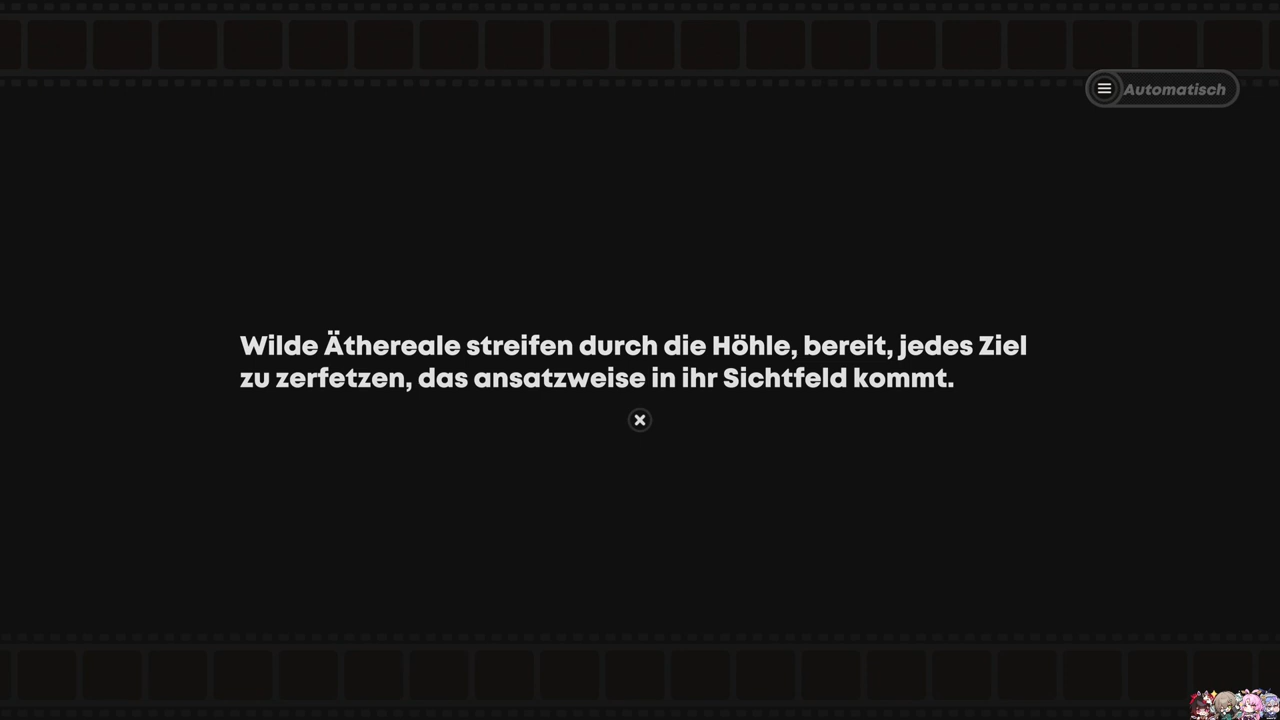 Automatisch
Wilde Äthereale streifen durch die Höhle, bereit, jedes Ziel
zu zerfetzen, das ansatzweise in ihr Sichtfeld kommt.